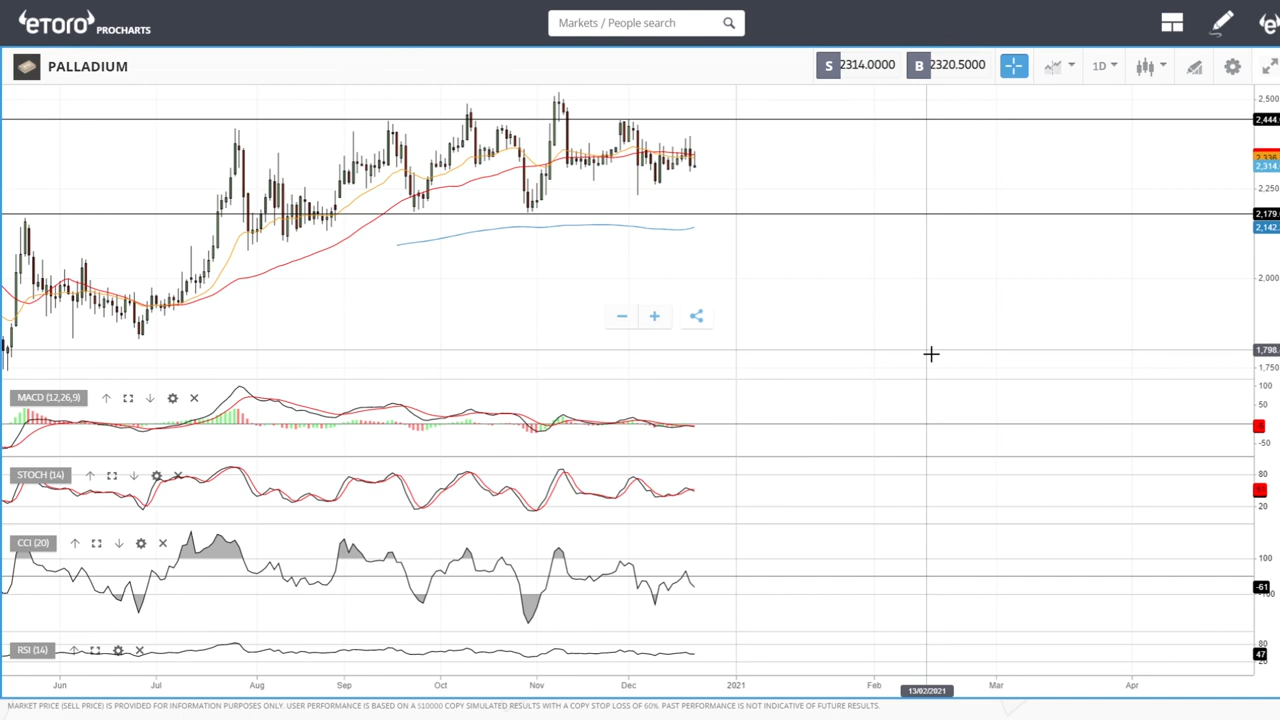 eToro PROCHARTS
Markets / People search
PALLADIUM
S 2314.0000 B 2320.5000
1D
2,500
2,444.
2,336
2,314.
2,250
2,179.
2,142.
2,000
1,798.
1,750
MACD (12,26,9)
100
50
-50
STOCH (14)
80
20
CCI (20)
100
-61
-100
RSI (14)
80
47
20
Jun Jul Aug Sep Oct Nov Dec 2021 Feb Mar Apr
13/02/2021
MARKET PRICE (SELL PRICE) IS PROVIDED FOR INFORMATION PURPOSES ONLY. USER PERFORMANCE IS BASED ON A $10000 COPY SIMULATED RESULTS WITH A COPY STOP LOSS OF 60%. PAST PERFORMANCE IS NOT INDICATIVE OF FUTURE RESULTS.